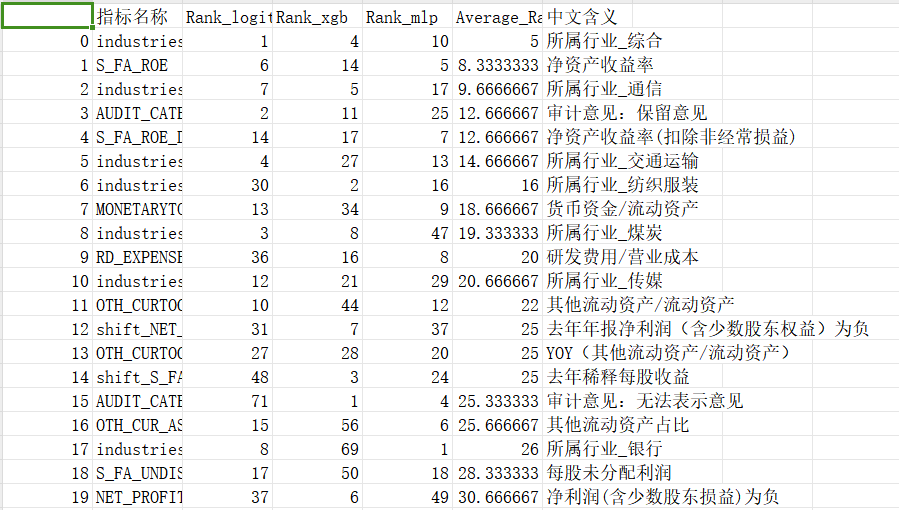 指标名称 Rank_logit Rank_xgb Rank_mlp Average_Ra 中文含义
0 industries 1 4 10 5 所属行业_综合
1 S_FA_ROE 6 14 5 8.3333333 净资产收益率
2 industries 7 5 17 9.6666667 所属行业_通信
3 AUDIT_CATE 2 11 25 12.666667 审计意见：保留意见
4 S_FA_ROE_D 14 17 7 12.666667 净资产收益率(扣除非经常损益)
5 industries 4 27 13 14.666667 所属行业_交通运输
6 industries 30 2 16 16 所属行业_纺织服装
7 MONETARYTO 13 34 9 18.666667 货币资金/流动资产
8 industries 3 8 47 19.333333 所属行业_煤炭
9 RD_EXPENSE 36 16 8 20 研发费用/营业成本
10 industries 12 21 29 20.666667 所属行业_传媒
11 OTH_CURTOC 10 44 12 22 其他流动资产/流动资产
12 shift_NET_ 31 7 37 25 去年年报净利润（含少数股东权益）为负
13 OTH_CURTOC 27 28 20 25 YOY（其他流动资产/流动资产）
14 shift_S_FA 48 3 24 25 去年稀释每股收益
15 AUDIT_CATE 71 1 4 25.333333 审计意见：无法表示意见
16 OTH_CUR_AS 15 56 6 25.666667 其他流动资产占比
17 industries 8 69 1 26 所属行业_银行
18 S_FA_UNDIS 17 50 18 28.333333 每股未分配利润
19 NET_PROFIT 37 6 49 30.666667 净利润(含少数股东损益)为负